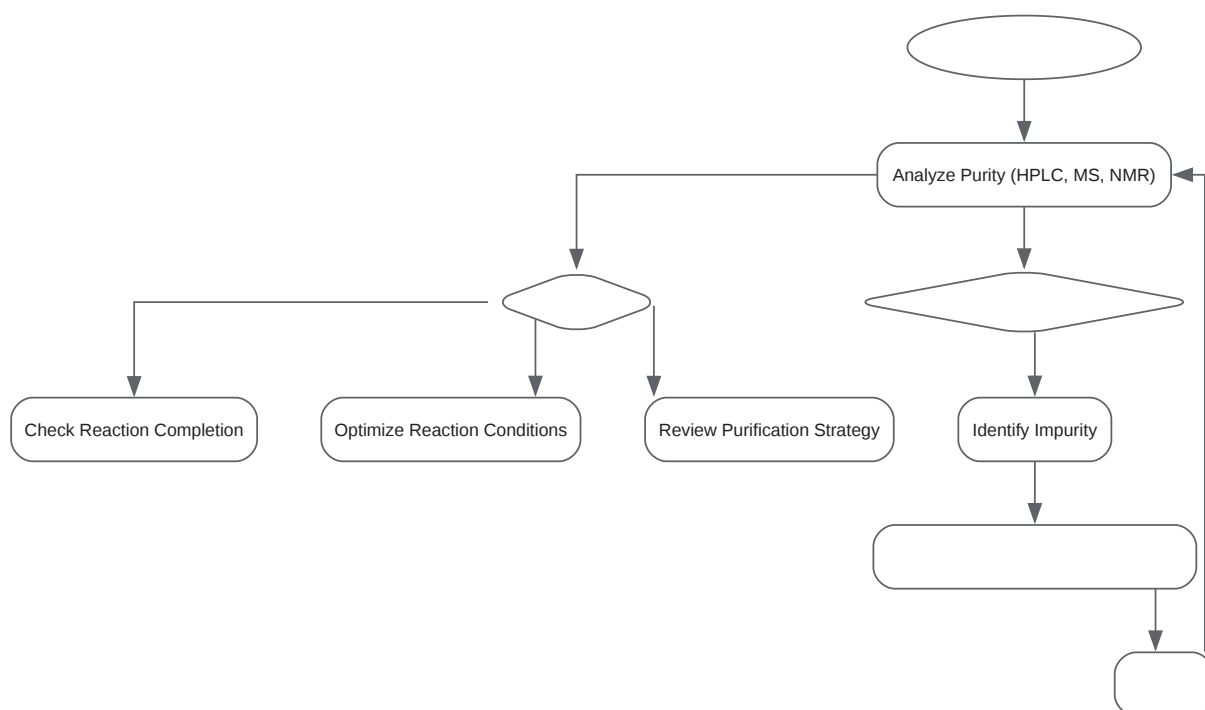 Analyze Purity (HPLC, MS, NMR)
Check Reaction Completion
Optimize Reaction Conditions
Review Purification Strategy
Identify Impurity